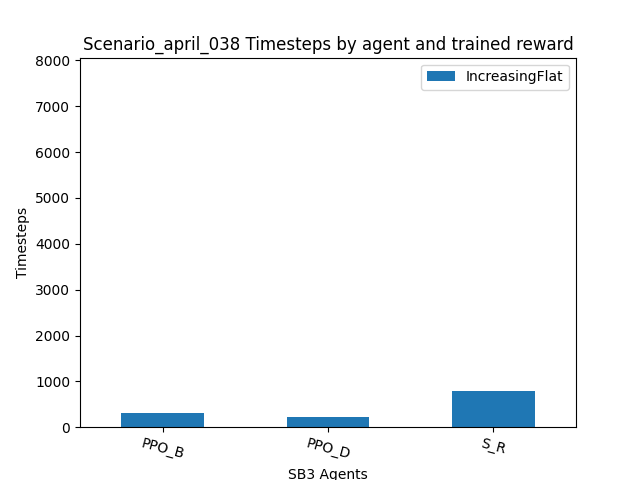 Scenario_april_038 Timesteps by agent and trained reward
IncreasingFlat
8000
7000
6000
5000
4000
3000
2000
1000
0
Timesteps
PPO_B
PPO_D
S_R
SB3 Agents